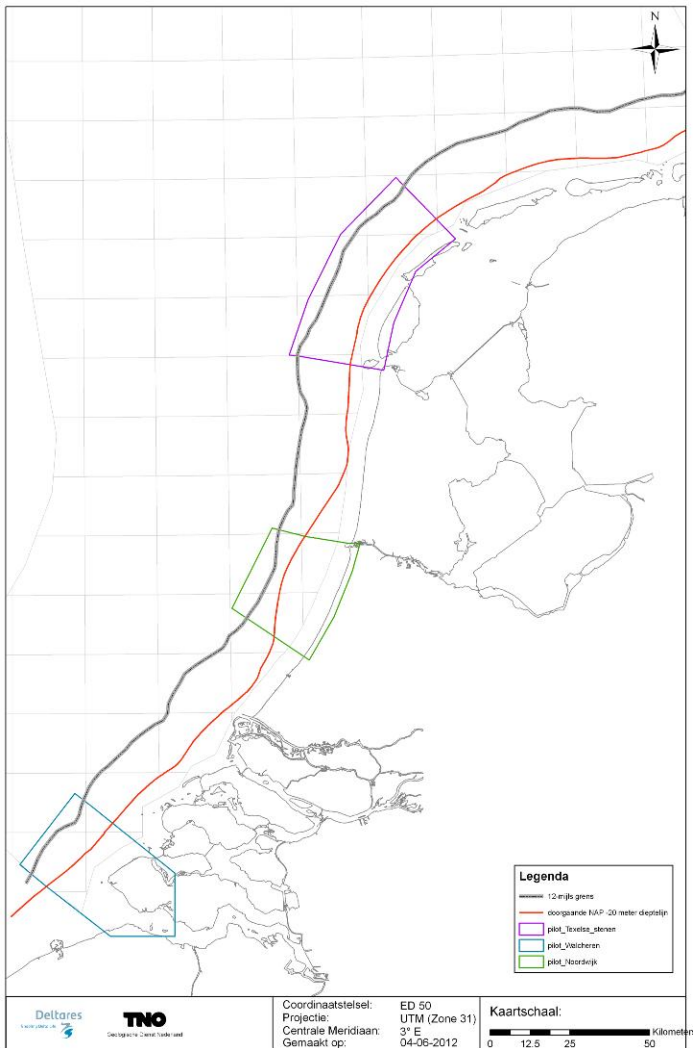 N
Legenda
12-mijls grens
doorgaande NAP -20 meter dieptelijn
pilot_Texelse_stenen
pilot_Walcheren
pilot_Noordwijk
Deltares
TNO
Geologische Dienst Nederland
Coordinaatstelsel: ED 50
Projectie: UTM (Zone 31)
Centrale Meridiaan: 3° E
Gemaakt op: 04-06-2012
Kaartschaal:
Kilometers
0 12.5 25 50